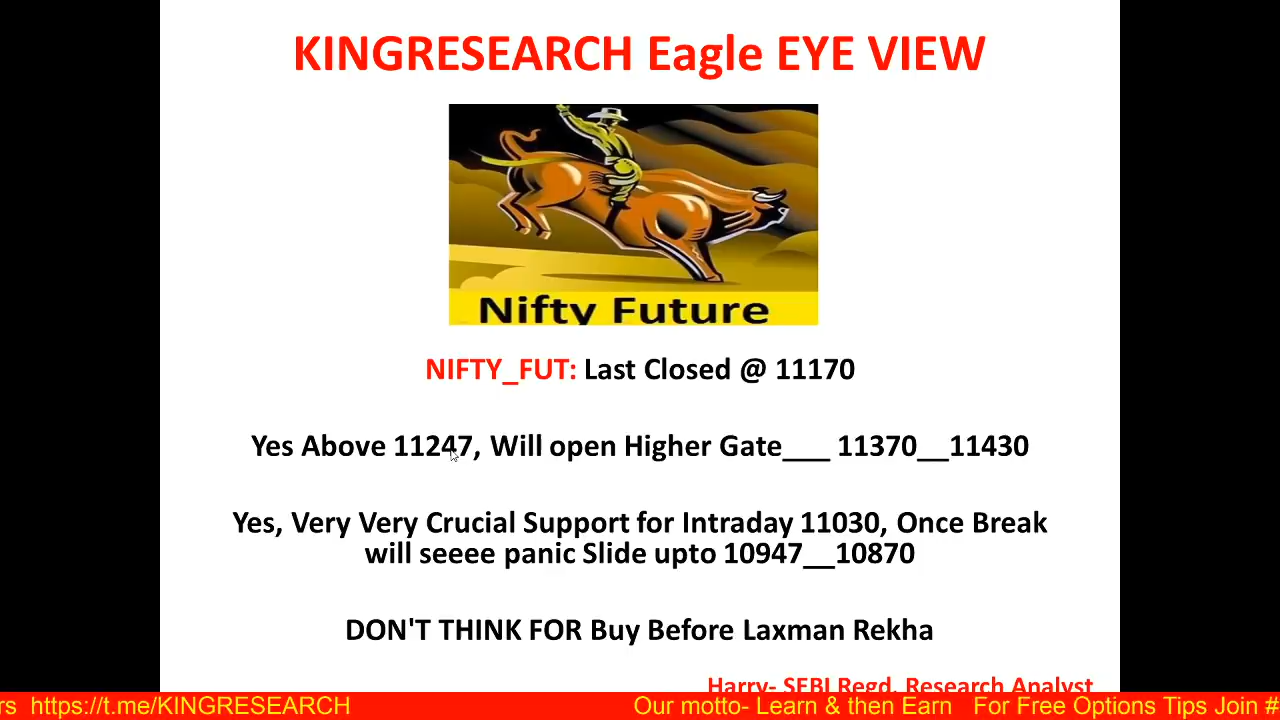 KINGRESEARCH Eagle EYE VIEW
Nifty Future
NIFTY_FUT: Last Closed @ 11170
Yes Above 11247, Will open Higher Gate___ 11370__11430
Yes, Very Very Crucial Support for Intraday 11030, Once Break
will seeee panic Slide upto 10947__10870
DON'T THINK FOR Buy Before Laxman Rekha
Harry- SEBI Regd. Research Analyst
rs https://t.me/KINGRESEARCH Our motto- Learn & then Earn For Free Options Tips Join #